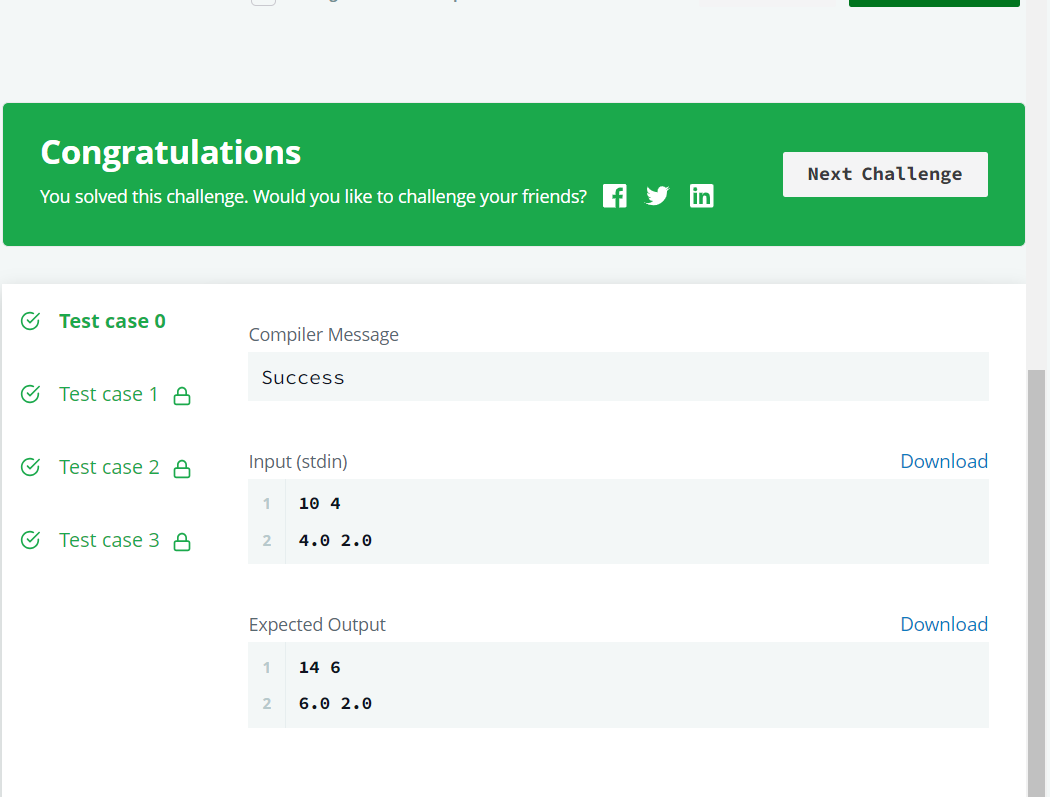 Congratulations
You solved this challenge. Would you like to challenge your friends?
Next Challenge
Test case 0
Test case 1
Test case 2
Test case 3
Compiler Message
Success
Input (stdin)
Download
1 10 4
2 4.0 2.0
Expected Output
Download
1 14 6
2 6.0 2.0